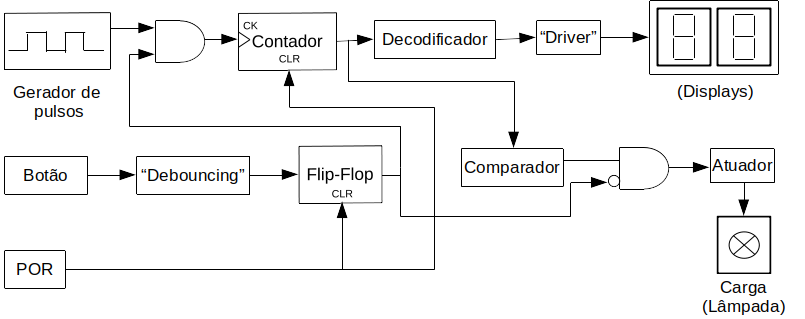 CK
Contador
CLR
Decodificador
“Driver”
Gerador de
pulsos
(Displays)
Botão
“Debouncing”
Flip-Flop
CLR
Comparador
Atuador
POR
Carga
(Lâmpada)